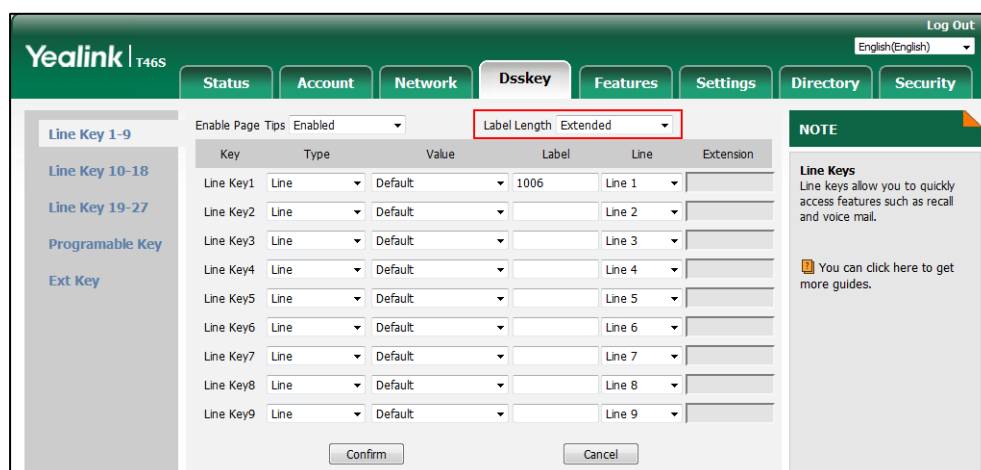 Log Out
Yealink | T46S
English(English)
Status Account Network Dsskey Features Settings Directory Security
Line Key 1-9
Line Key 10-18
Line Key 19-27
Programable Key
Ext Key
Enable Page Tips Enabled Label Length Extended
Key Type Value Label Line Extension
Line Key1 Line Default 1006 Line 1
Line Key2 Line Default Line 2
Line Key3 Line Default Line 3
Line Key4 Line Default Line 4
Line Key5 Line Default Line 5
Line Key6 Line Default Line 6
Line Key7 Line Default Line 7
Line Key8 Line Default Line 8
Line Key9 Line Default Line 9
Confirm Cancel
NOTE
Line Keys
Line keys allow you to quickly
access features such as recall
and voice mail.
You can click here to get
more guides.